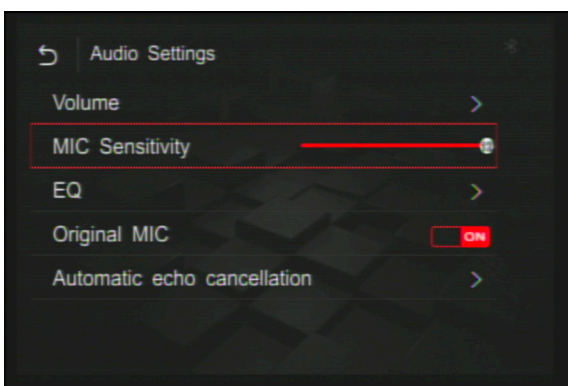 Audio Settings
Volume
MIC Sensitivity
EQ
Original MIC ON
Automatic echo cancellation